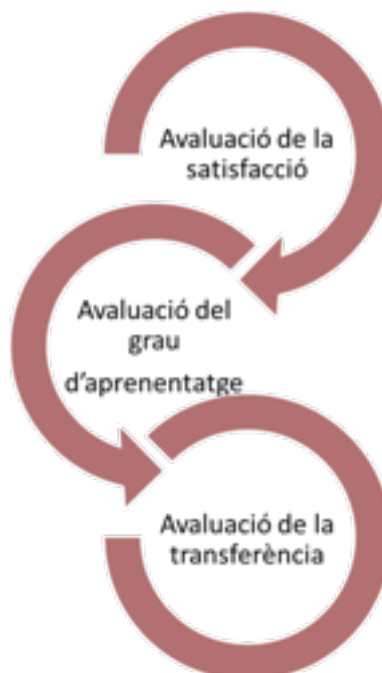 Avaluació de la
satisfacció
Avaluació del
grau
d'aprenentatge
Avaluació de la
transferència